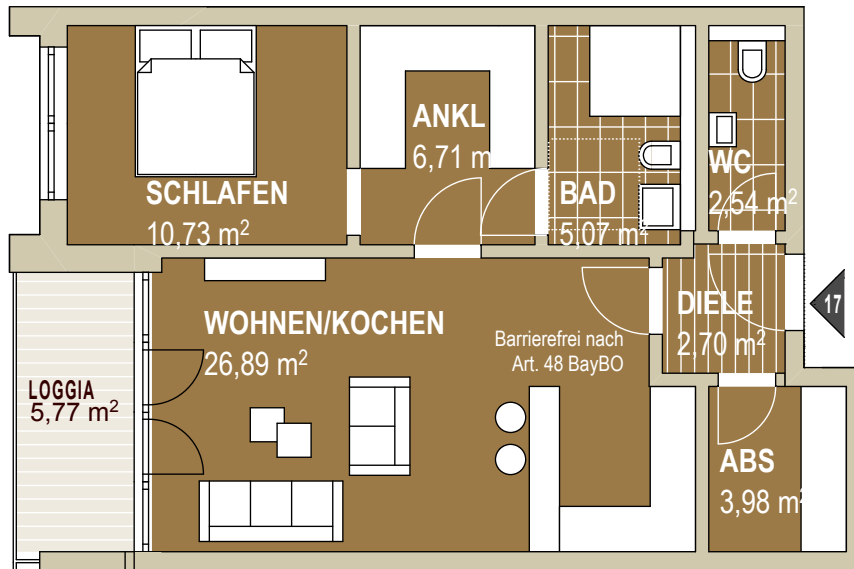 SCHLAFEN
10,73 m²
ANKL
6,71 m
BAD
5,07 m²
WC
2,54 m²
DIELE
2,70 m²
17
WOHNEN/KOCHEN
26,89 m²
Barrierefrei nach
Art. 48 BayBO
LOGGIA
5,77 m²
ABS
3,98 m²